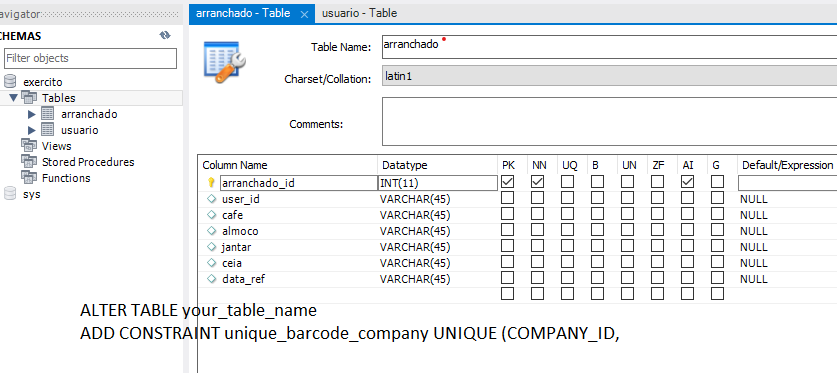 avigator:
arranchado - Table
usuario - Table
CHEMAS
Filter objects
exercito
Tables
arranchado
usuario
Views
Stored Procedures
Functions
sys
Table Name:
arranchado
Charset/Collation:
latin1
Comments:
Column Name Datatype PK NN UQ B UN ZF AI G Default/Expression
arranchado_id INT(11)
user_id VARCHAR(45) NULL
cafe VARCHAR(45) NULL
almoco VARCHAR(45) NULL
jantar VARCHAR(45) NULL
ceia VARCHAR(45) NULL
data_ref VARCHAR(45) NULL
ALTER TABLE your_table_name
ADD CONSTRAINT unique_barcode_company UNIQUE (COMPANY_ID,